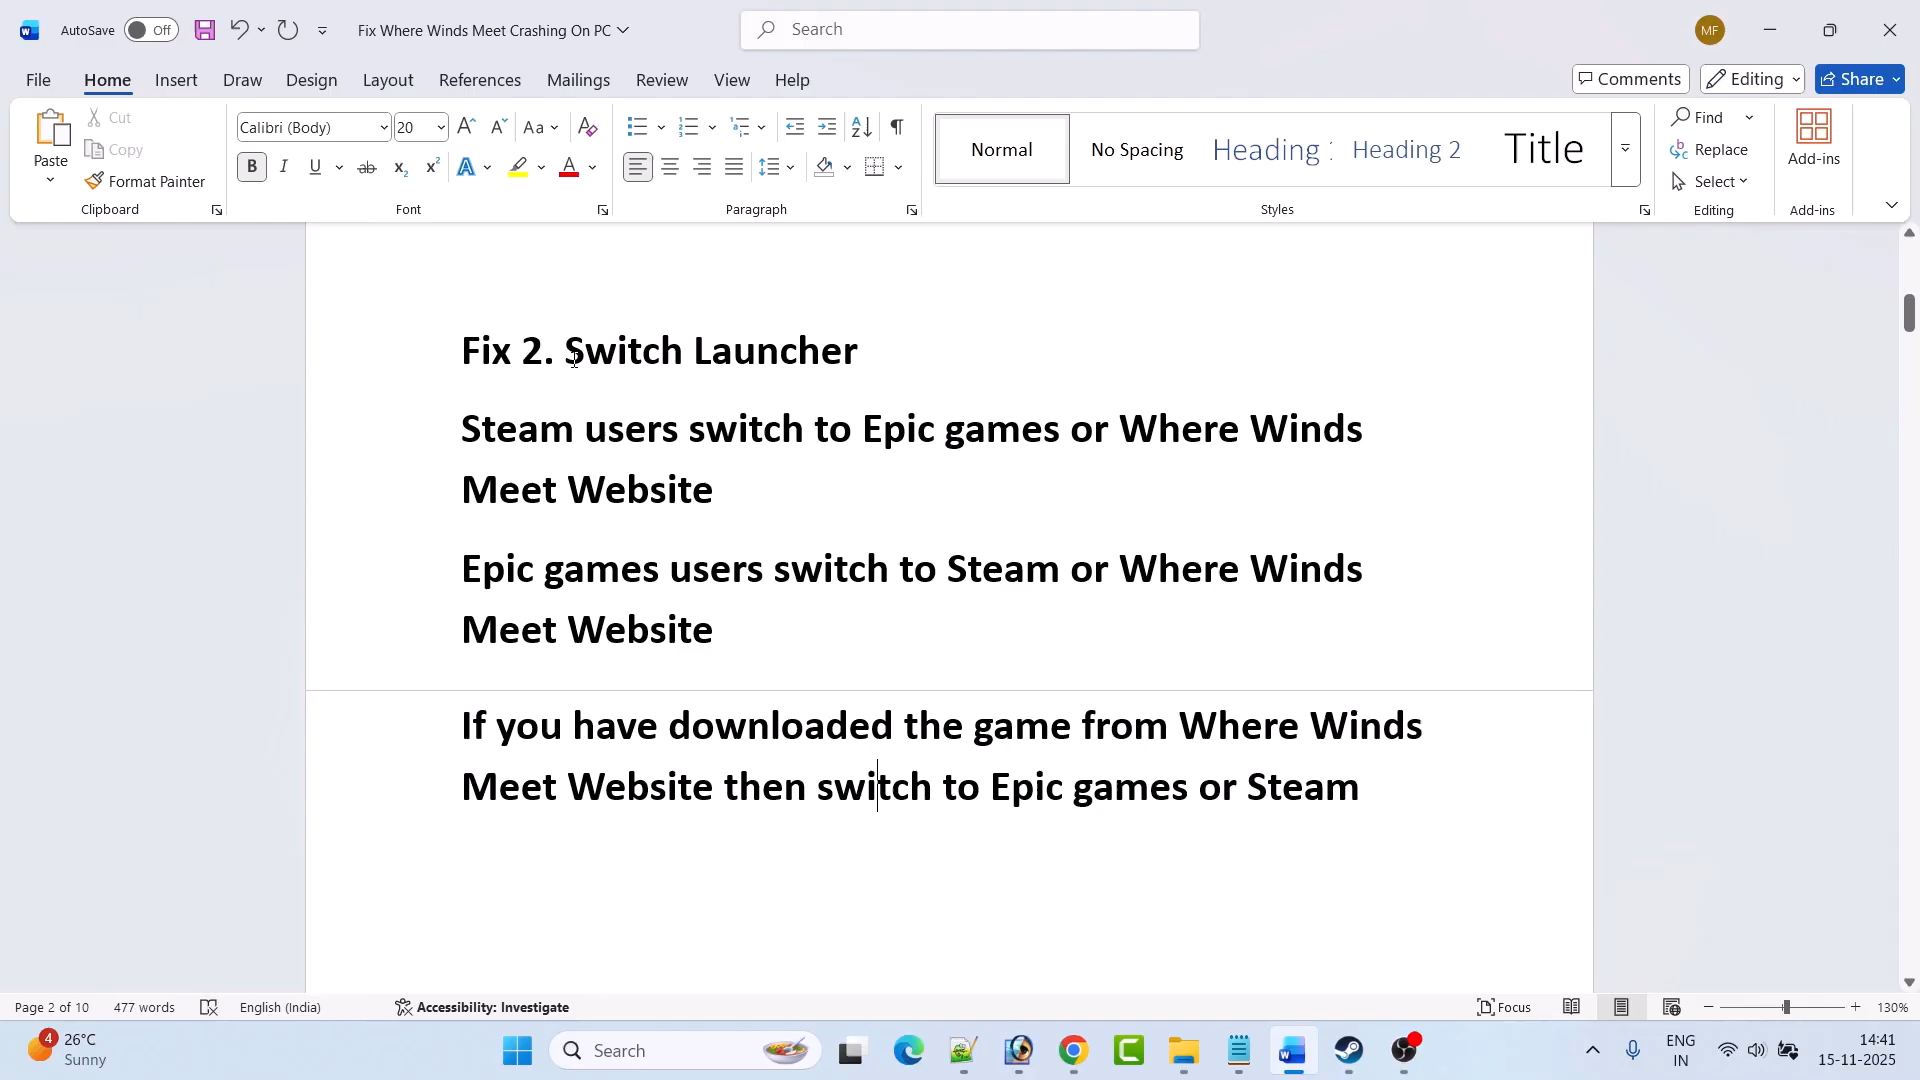 AutoSave Off Fix Where Winds Meet Crashing On PC Search MF
File Home Insert Draw Design Layout References Mailings Review View Help Comments Editing Share
Paste Cut Copy Format Painter Clipboard
Calibri (Body) 20 Aa
B I U ab x₂ x² A A
Font
Paragraph
Normal No Spacing Heading 1 Heading 2 Title
Styles
Find
Replace
Select
Editing
Add-ins
Add-ins
Fix 2. Switch Launcher
Steam users switch to Epic games or Where Winds
Meet Website
Epic games users switch to Steam or Where Winds
Meet Website
If you have downloaded the game from Where Winds
Meet Website then switch to Epic games or Steam
Page 2 of 10 477 words English (India) Accessibility: Investigate Focus 130%
4 26°C
Sunny
Search
ENG
IN
14:41
15-11-2025